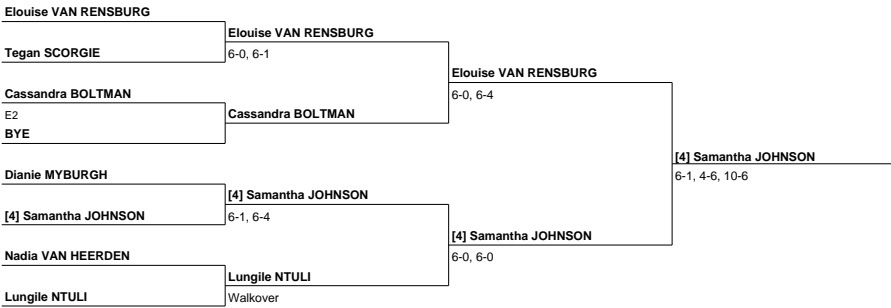 Elouise VAN RENSBURG
Elouise VAN RENSBURG
Tegan SCORGIE
6-0, 6-1
Elouise VAN RENSBURG
Cassandra BOLTMAN
6-0, 6-4
E2
Cassandra BOLTMAN
BYE
[4] Samantha JOHNSON
Dianie MYBURGH
6-1, 4-6, 10-6
[4] Samantha JOHNSON
[4] Samantha JOHNSON
6-1, 6-4
[4] Samantha JOHNSON
Nadia VAN HEERDEN
6-0, 6-0
Lungile NTULI
Lungile NTULI
Walkover